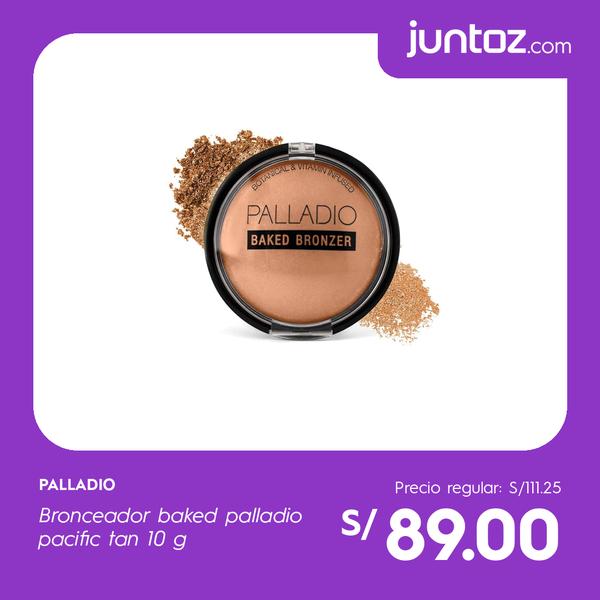 juntoz.com
BOTANICAL & VITAMIN INFUSED
PALLADIO
BAKED BRONZER
PALLADIO
Bronceador baked palladio
pacific tan 10 g
Precio regular: S/111.25
S/89.00